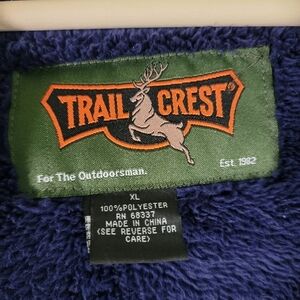 TRAIL CREST®
For The Outdoorsman.
Est. 1982
XL
100%POLYESTER
RN 68337
MADE IN CHINA
(SEE REVERSE FOR
CARE)